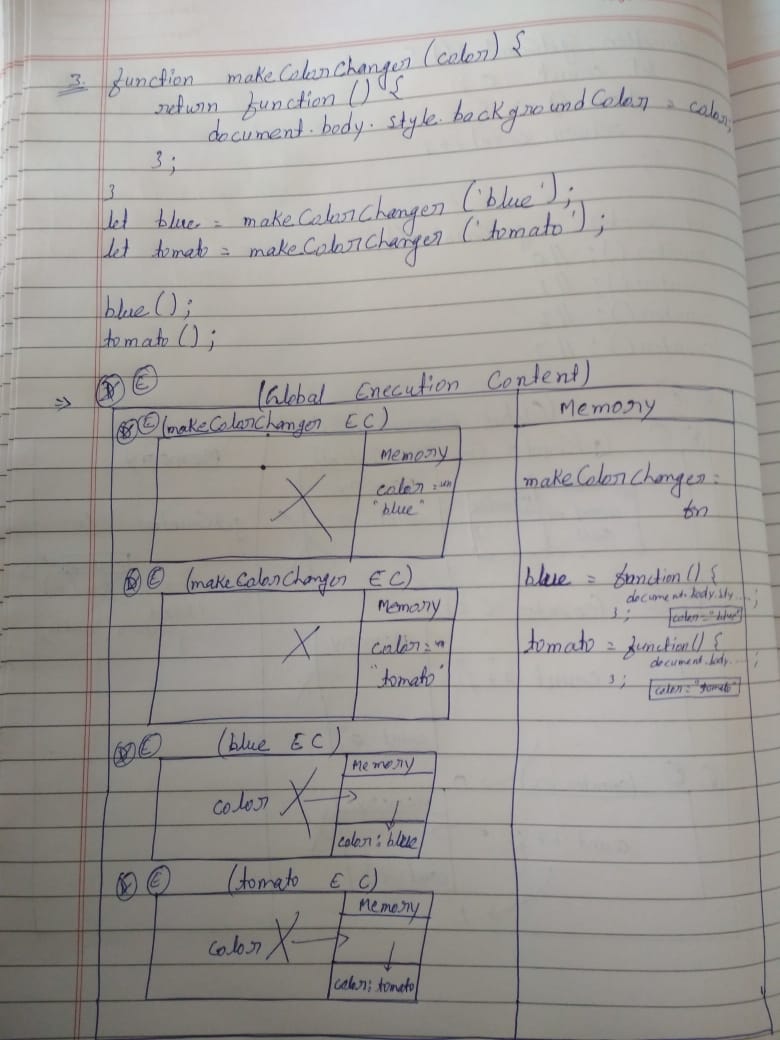 3. function makeColorChanger (color) {
return function () {
document.body.style.backgroundColor = color;
};
}
let blue = makeColorChanger ('blue');
let tomato = makeColorChanger ('tomato');
blue();
tomato();
=> D E (Global Execution Context)
Memory
D E (makeColorChanger EC)
Memory
color = un
"blue"
makeColorChanger =
fn
D E (makeColorChanger EC)
Memory
color = un
"tomato"
blue = function() {
document.body.sty....;
}; color = "blue"
tomato = function() {
document.body.....;
}; color = "tomato"
D E (blue EC)
Memory
color X
color: blue
D E (tomato EC)
Memory
color X
color: tomato